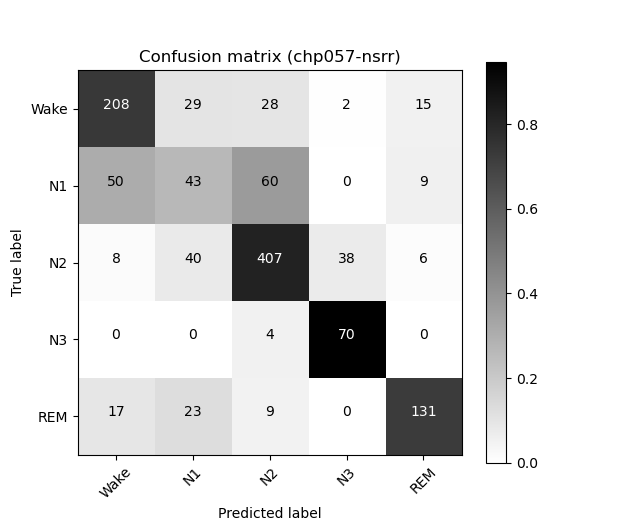 Confusion matrix (chp057-nsrr)
True label
Wake 208 29 28 2 15
N1 50 43 60 0 9
N2 8 40 407 38 6
N3 0 0 4 70 0
REM 17 23 9 0 131
Wake N1 N2 N3 REM
Predicted label
0.8
0.6
0.4
0.2
0.0